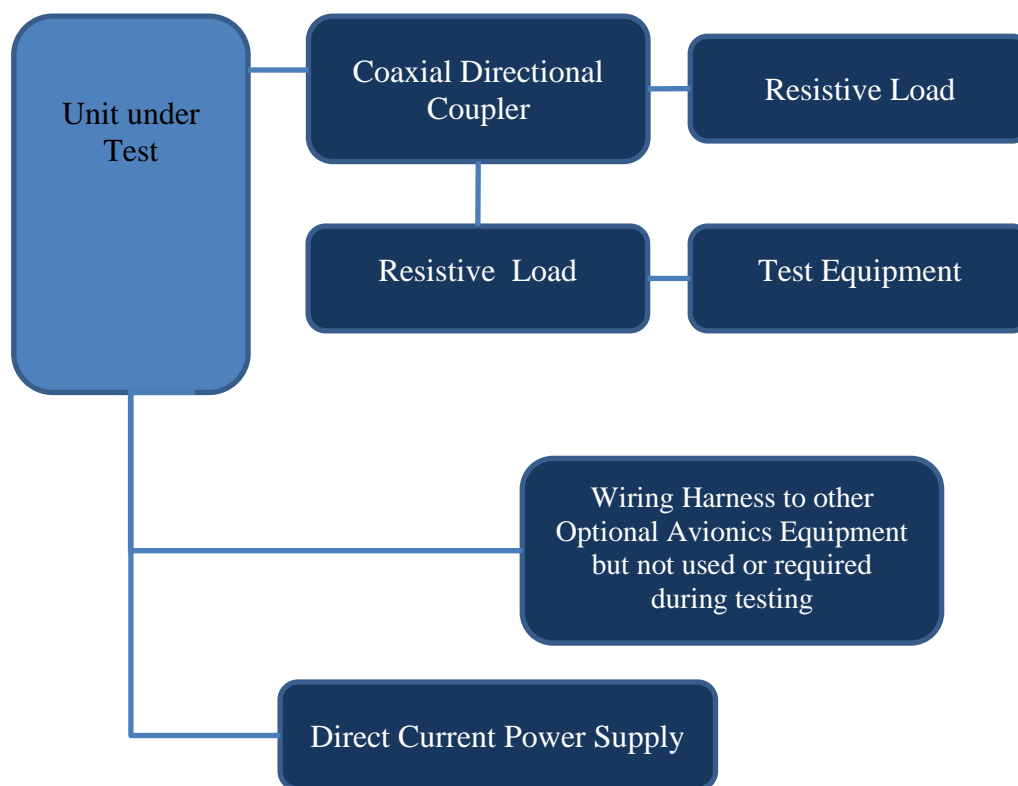 Unit under
Test
Coaxial Directional
Coupler
Resistive Load
Resistive Load
Test Equipment
Wiring Harness to other
Optional Avionics Equipment
but not used or required
during testing
Direct Current Power Supply